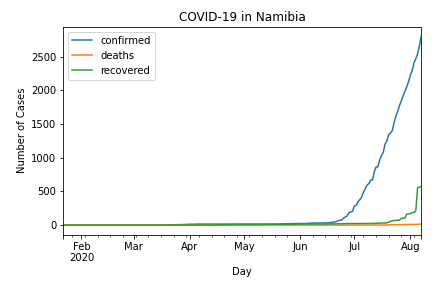 COVID-19 in Namibia
confirmed
deaths
recovered
Number of Cases
2500
2000
1500
1000
500
0
Feb
2020
Mar
Apr
May
Jun
Jul
Aug
Day